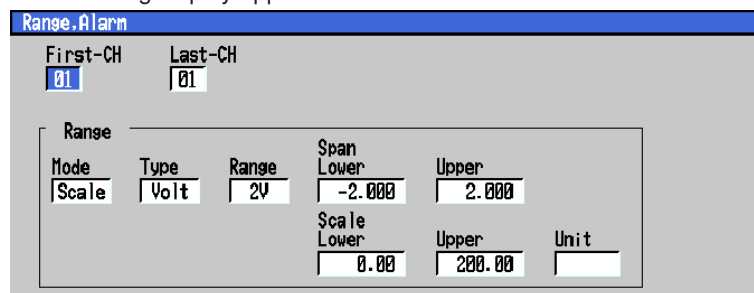 Range,Alarm
First-CH Last-CH
01 01
Range
Span
Mode Type Range Lower Upper
Scale Volt 2V -2.000 2.000
Scale
Lower Upper Unit
0.00 200.00